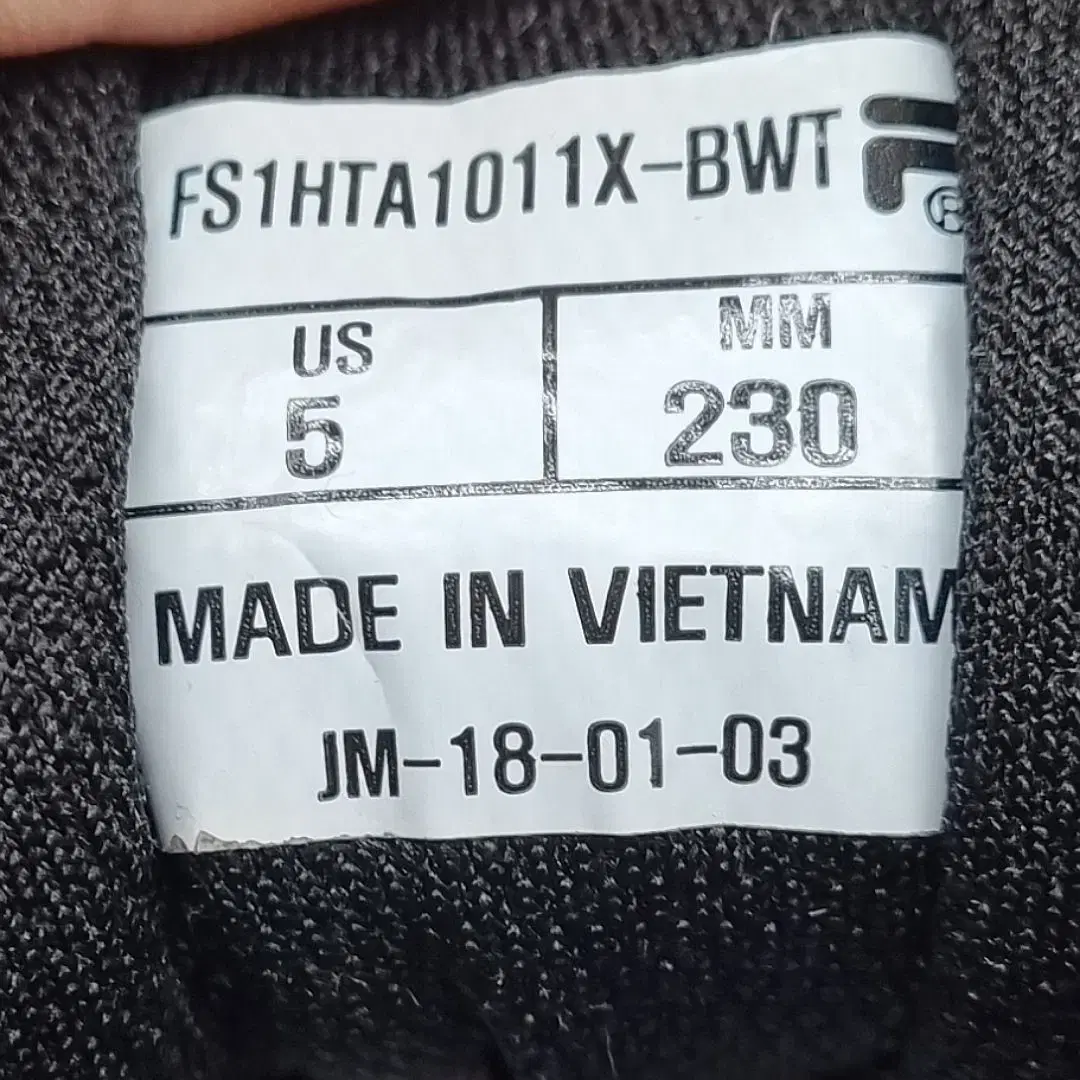 FS1HTA1011X-BWT
US MM
5 230
MADE IN VIETNAM
JM-18-01-03